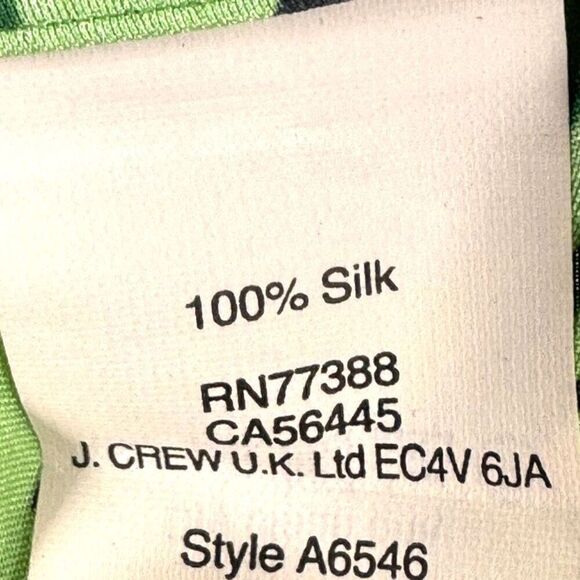 100% Silk
RN77388
CA56445
J. CREW U.K. Ltd EC4V 6JA
Style A6546